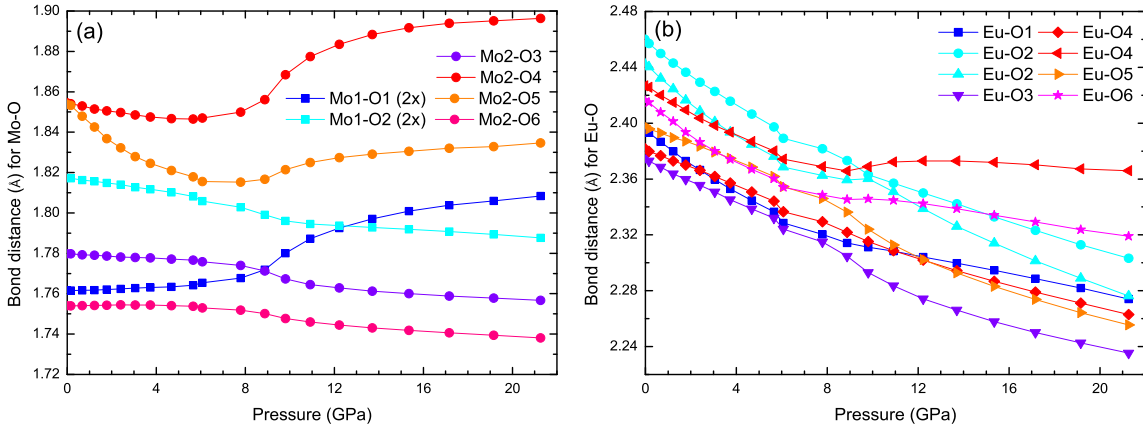 (a)
Bond distance (Å) for Mo-O
1.90
1.88
1.86
1.84
1.82
1.80
1.78
1.76
1.74
1.72
Mo1-O1 (2x)
Mo1-O2 (2x)
Mo2-O3
Mo2-O4
Mo2-O5
Mo2-O6
0 4 8 12 16 20
Pressure (GPa)
(b)
Bond distance (Å) for Eu-O
2.48
2.44
2.40
2.36
2.32
2.28
2.24
Eu-O1 Eu-O4
Eu-O2 Eu-O4
Eu-O2 Eu-O5
Eu-O3 Eu-O6
0 4 8 12 16 20
Pressure (GPa)